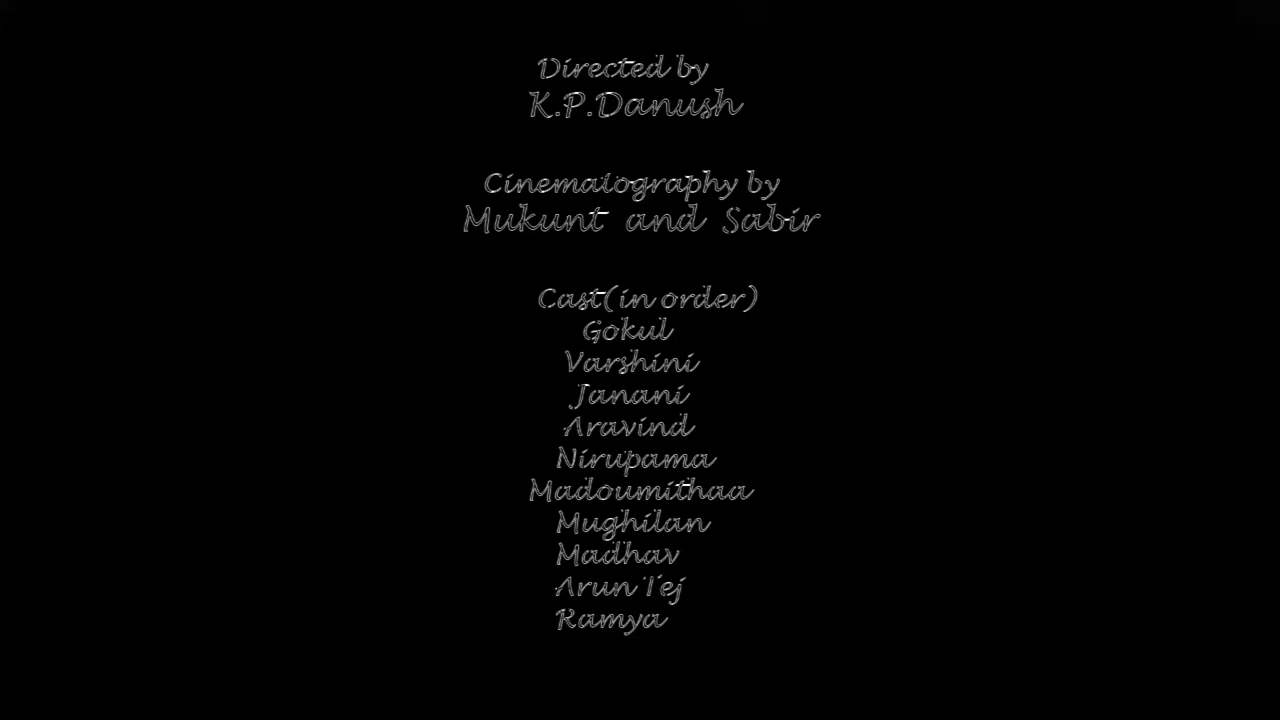 Directed by
K.P.Danush
Cinematography by
Mukunt and Sabir
Cast(in order)
Gokul
Varshini
Janani
Aravind
Nirupama
Madoumithaa
Mughilan
Madhav
Arun Tej
Ramya